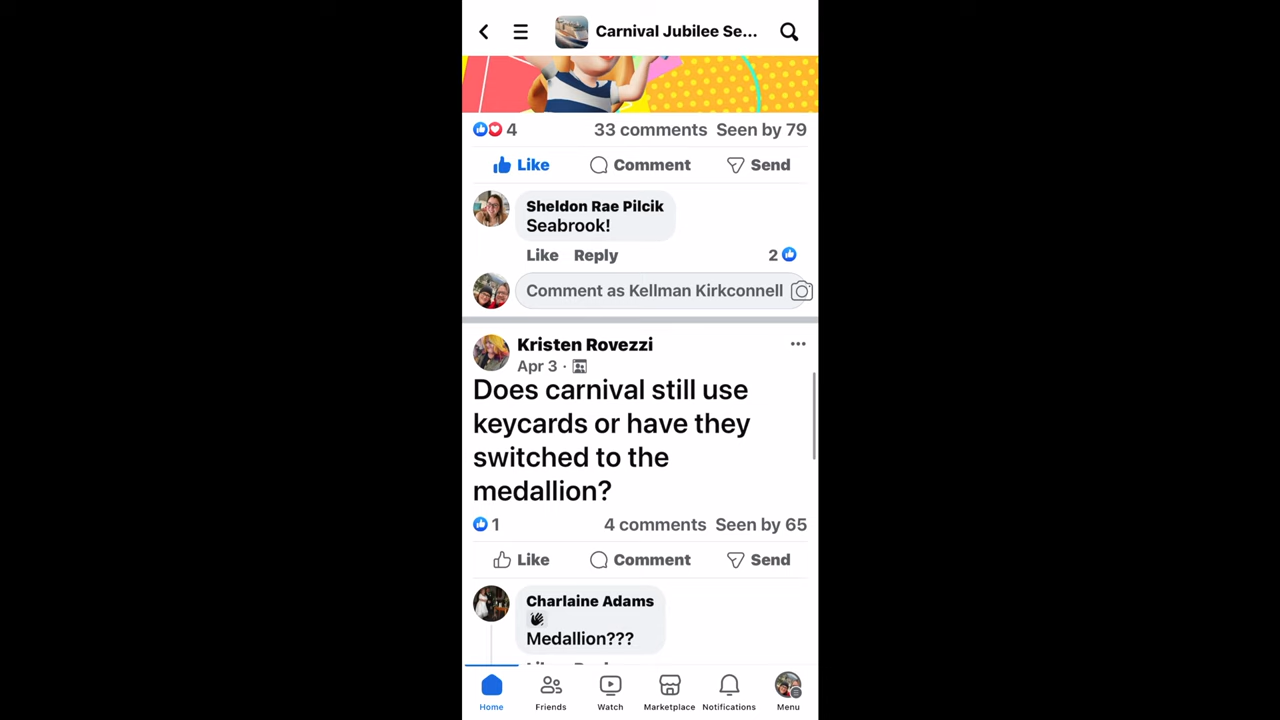 Carnival Jubilee Se...
4 33 comments Seen by 79
Like Comment Send
Sheldon Rae Pilcik
Seabrook!
Like Reply 2
Comment as Kellman Kirkconnell
Kristen Rovezzi
Apr 3 ·
Does carnival still use
keycards or have they
switched to the
medallion?
1 4 comments Seen by 65
Like Comment Send
Charlaine Adams
Medallion???
Home Friends Watch Marketplace Notifications Menu